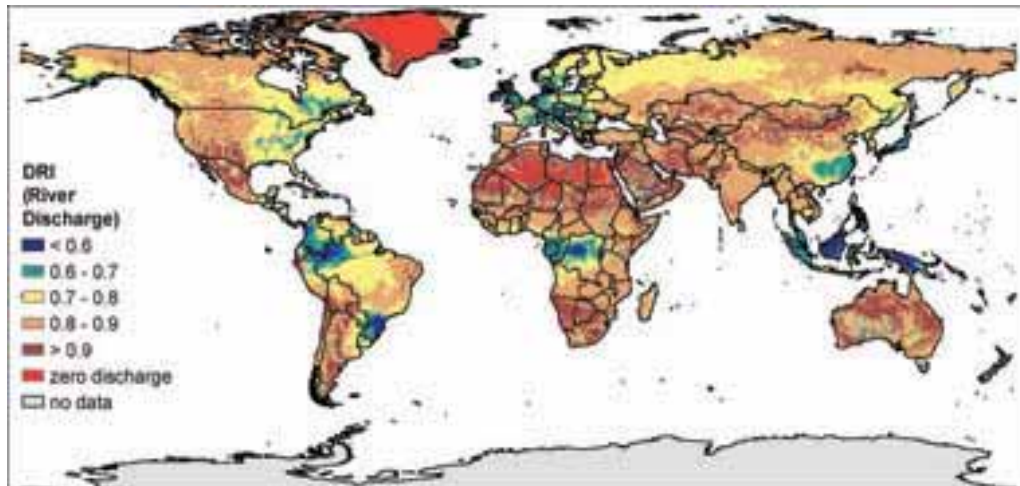 DRI
(River
Discharge)
< 0.6
0.6 - 0.7
0.7 - 0.8
0.8 - 0.9
> 0.9
zero discharge
no data